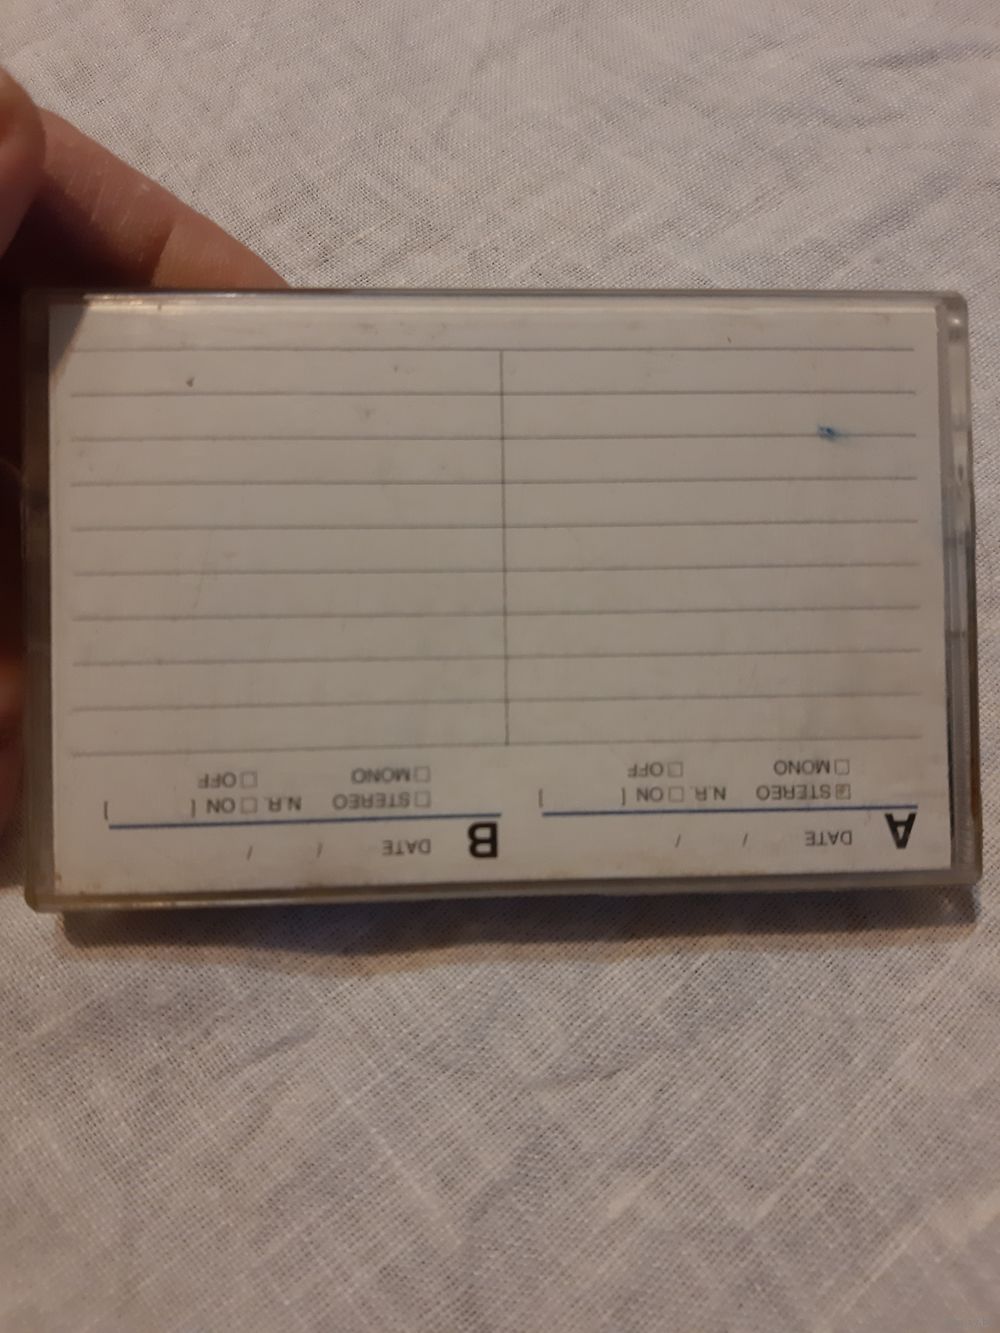 A DATE / /
☑ STEREO N.R. □ ON [ ]
□ MONO □ OFF
B DATE / /
□ STEREO N.R. □ ON [ ]
□ MONO □ OFF